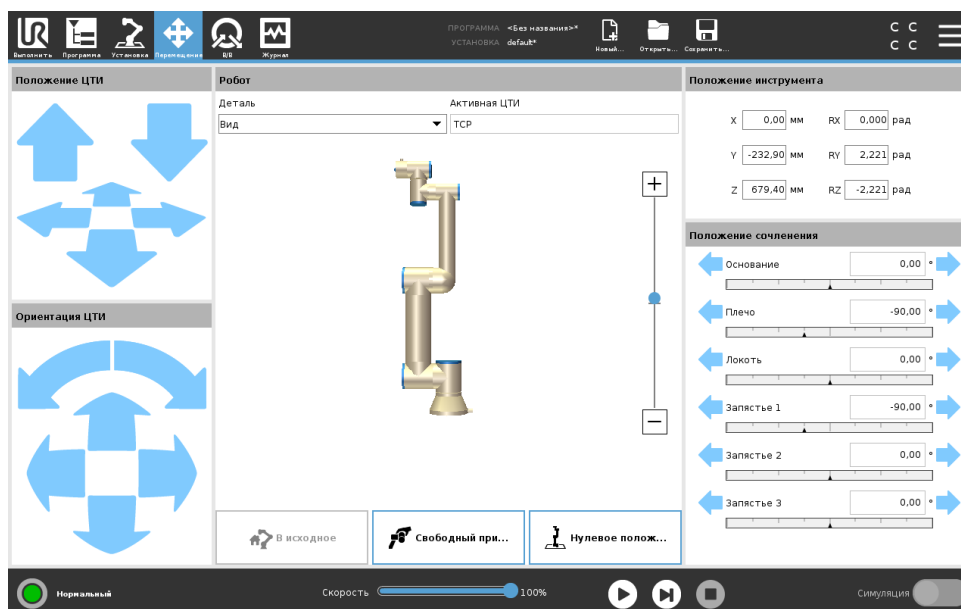 UR
ПРОГРАММА <Без названия>*
УСТАНОВКА default*
C C
C C
Выполнить Программа Установка Перемещение В/В Журнал Новый... Открыть... Сохранить...
Положение ЦТИ
Ориентация ЦТИ
Робот
Деталь Активная ЦТИ
Вид TCP
В исходное Свободный при... Нулевое полож...
Положение инструмента
X 0,00 мм RX 0,000 рад
Y -232,90 мм RY 2,221 рад
Z 679,40 мм RZ -2,221 рад
Положение сочленения
Основание 0,00 °
Плечо -90,00 °
Локоть 0,00 °
Запястье 1 -90,00 °
Запястье 2 0,00 °
Запястье 3 0,00 °
Нормальный Скорость 100% Симуляция